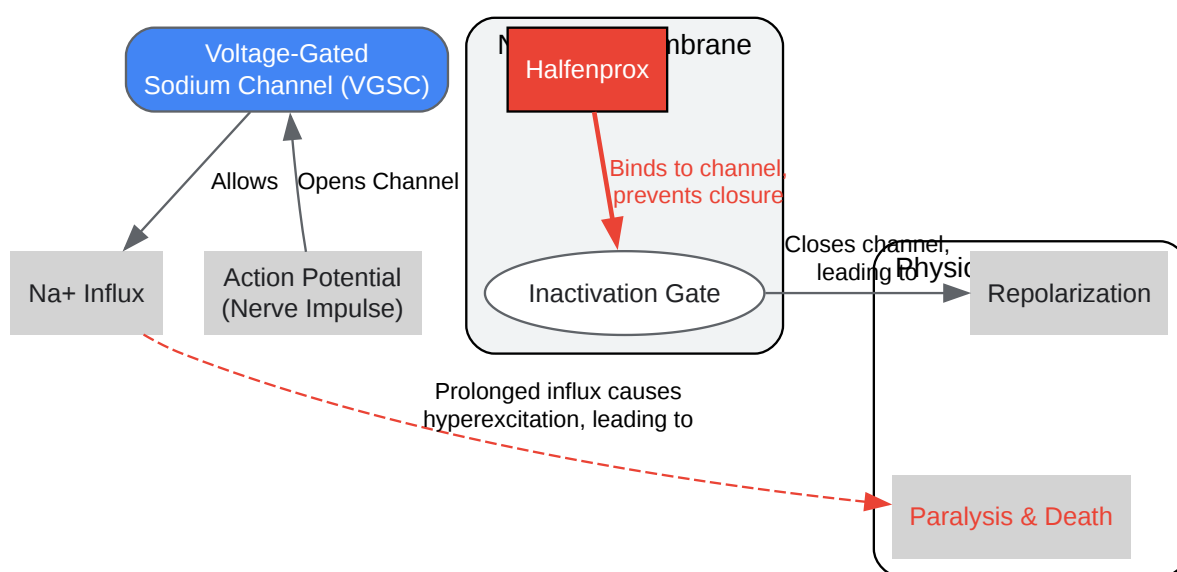 Voltage-Gated
Sodium Channel (VGSC)
Halfenprox
Allows
Opens Channel
Binds to channel,
prevents closure
Na+ Influx
Action Potential
(Nerve Impulse)
Inactivation Gate
Closes channel,
leading to
Repolarization
Prolonged influx causes
hyperexcitation, leading to
Paralysis & Death